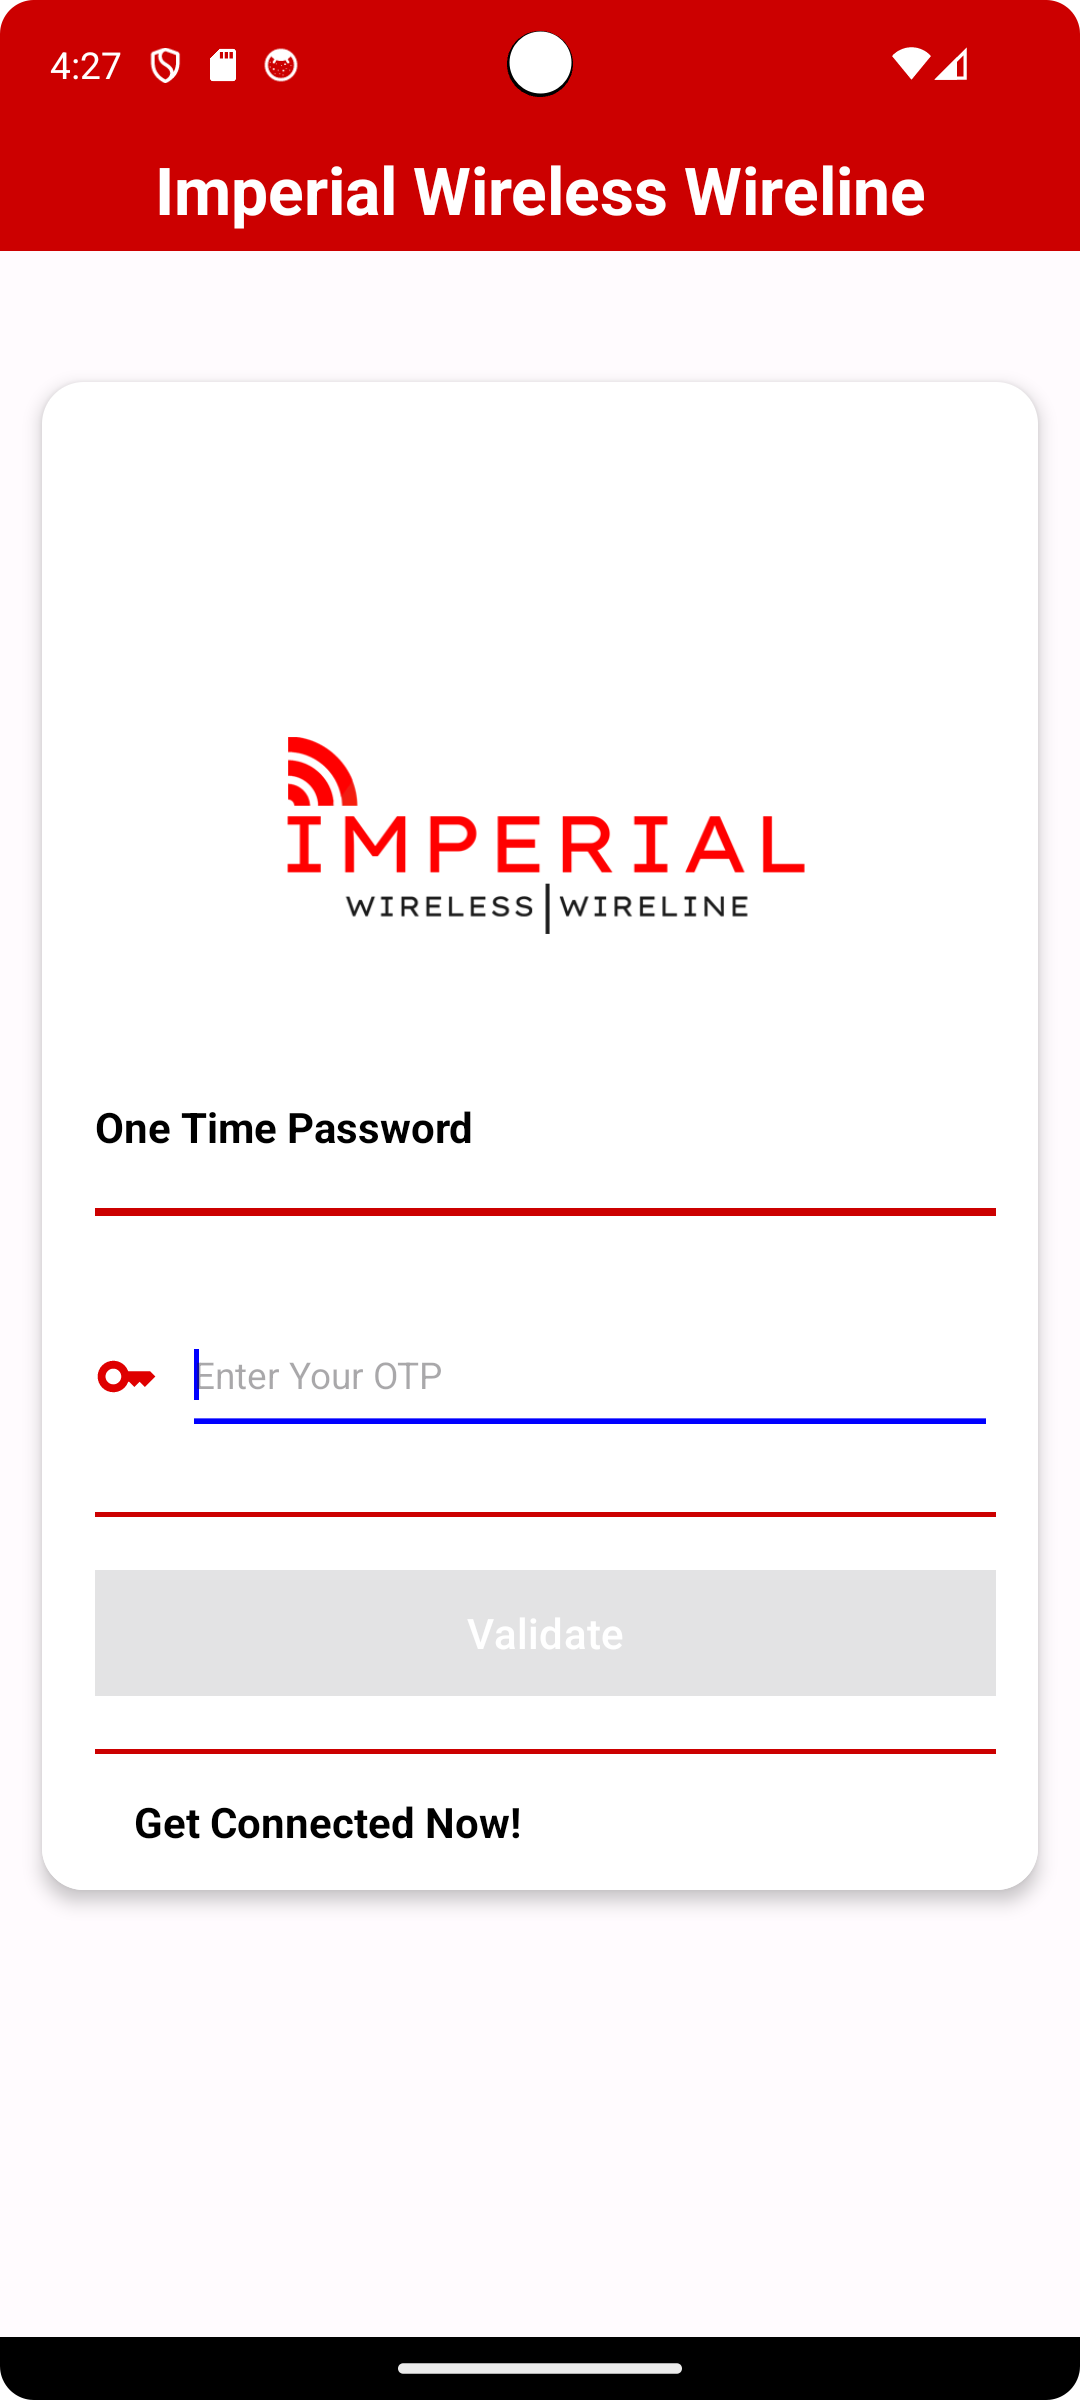 4:27
Imperial Wireless Wireline
IMPERIAL
WIRELESS|WIRELINE
One Time Password
Enter Your OTP
Validate
Get Connected Now!